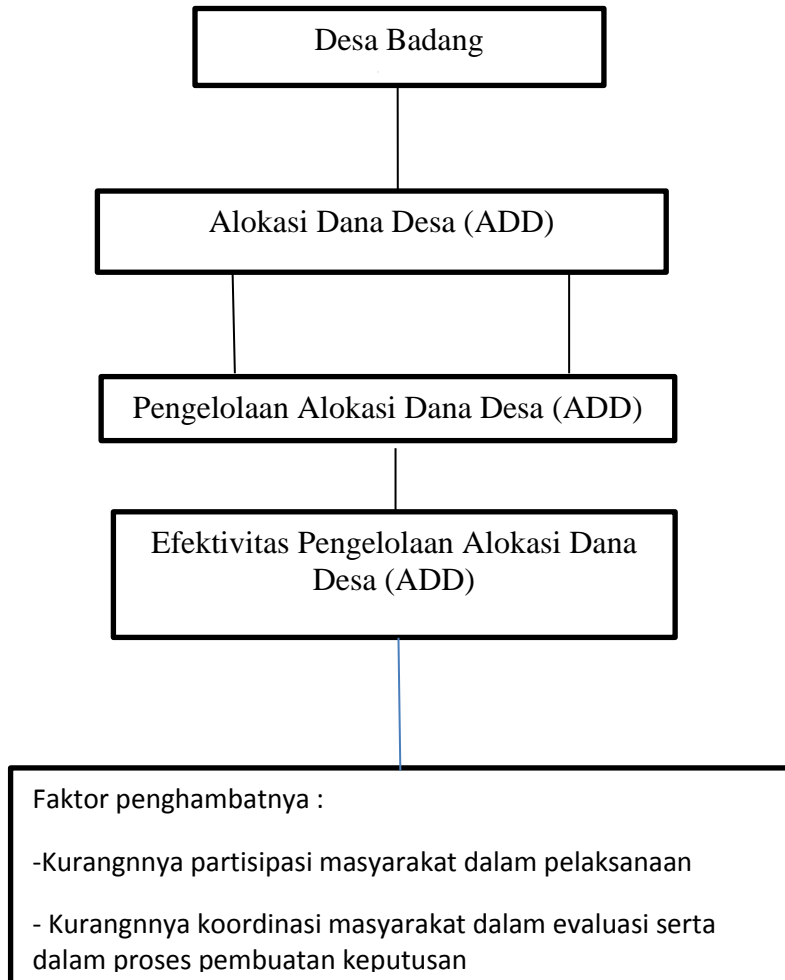 Desa Badang
Alokasi Dana Desa (ADD)
Pengelolaan Alokasi Dana Desa (ADD)
Efektivitas Pengelolaan Alokasi Dana
Desa (ADD)
Faktor penghambatnya :
-Kurangnnya partisipasi masyarakat dalam pelaksanaan
- Kurangnnya koordinasi masyarakat dalam evaluasi serta
dalam proses pembuatan keputusan